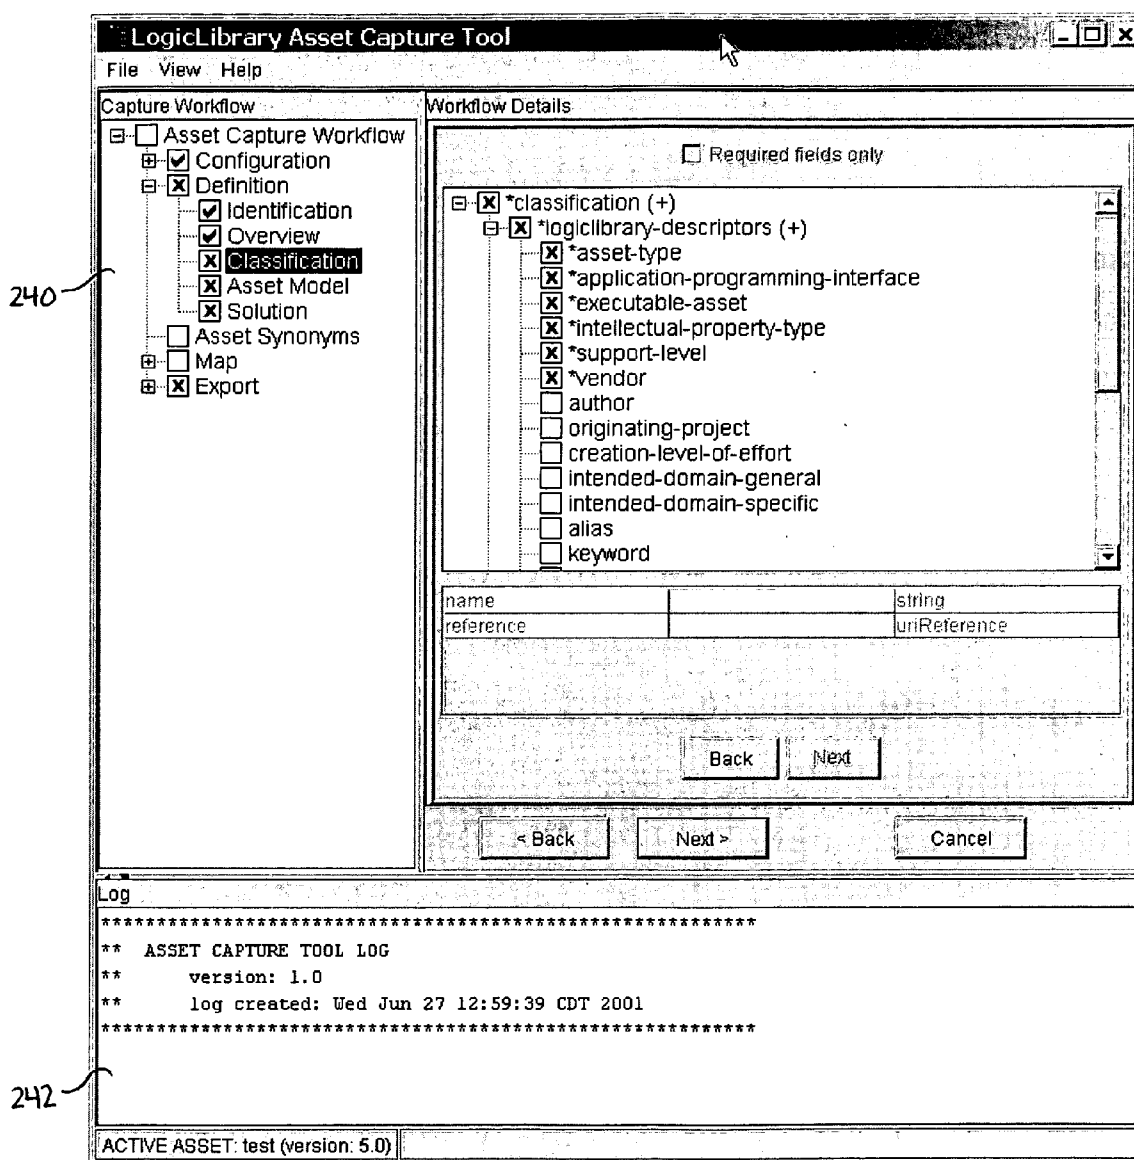 LogicLibrary Asset Capture Tool
File View Help
Capture Workflow
Asset Capture Workflow
Configuration
Definition
Identification
Overview
Classification
Asset Model
Solution
Asset Synonyms
Map
Export
240
Workflow Details
Required fields only
*classification (+)
*logiclibrary-descriptors (+)
*asset-type
*application-programming-interface
*executable-asset
*intellectual-property-type
*support-level
*vendor
author
originating-project
creation-level-of-effort
intended-domain-general
intended-domain-specific
alias
keyword
name string
reference uriReference
Back Next
< Back Next > Cancel
Log
***********************************************************
** ASSET CAPTURE TOOL LOG
** version: 1.0
** log created: Wed Jun 27 12:59:39 CDT 2001
***********************************************************
242
ACTIVE ASSET: test (version: 5.0)